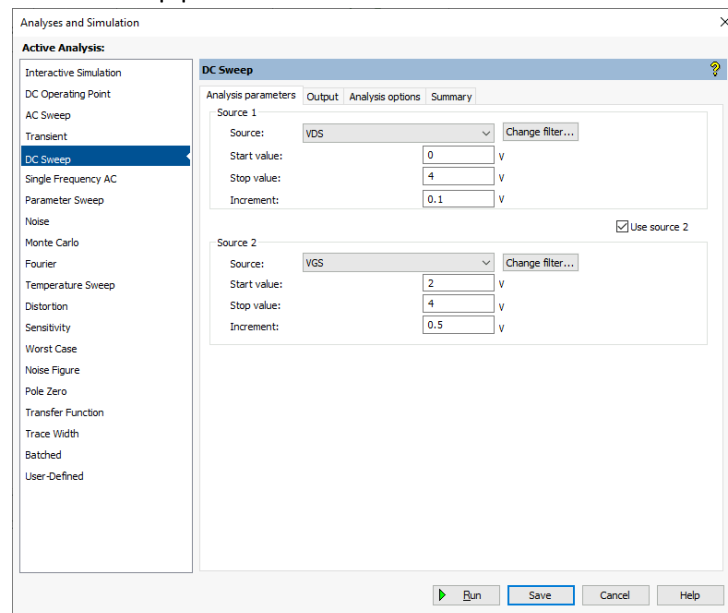 Analyses and Simulation
Active Analysis:
Interactive Simulation
DC Operating Point
AC Sweep
Transient
DC Sweep
Single Frequency AC
Parameter Sweep
Noise
Monte Carlo
Fourier
Temperature Sweep
Distortion
Sensitivity
Worst Case
Noise Figure
Pole Zero
Transfer Function
Trace Width
Batched
User-Defined
DC Sweep
Analysis parameters Output Analysis options Summary
Source 1
Source: VDS Change filter...
Start value: 0 V
Stop value: 4 V
Increment: 0.1 V
Use source 2
Source 2
Source: VGS Change filter...
Start value: 2 V
Stop value: 4 V
Increment: 0.5 V
Run Save Cancel Help